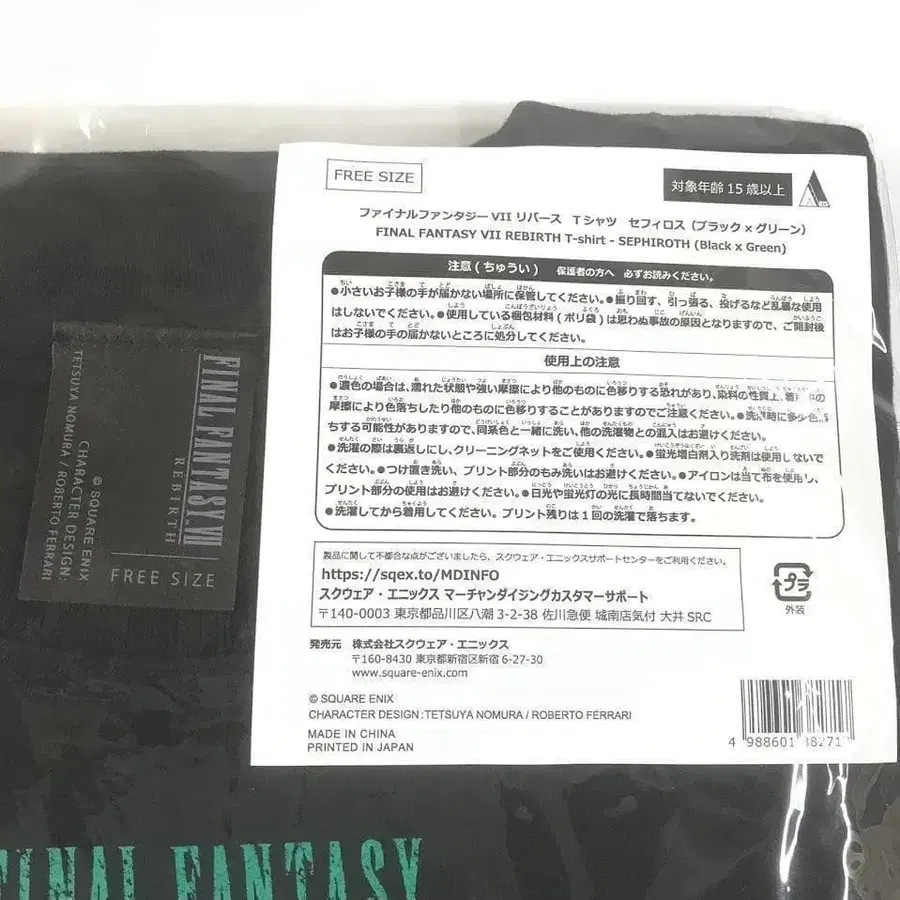 FREE SIZE
対象年齢 15 歳以上
ファイナルファンタジー VII リバース Tシャツ セフィロス（ブラック x グリーン）
FINAL FANTASY VII REBIRTH T-shirt - SEPHIROTH (Black x Green)
注意（ちゅうい） 保護者の方へ 必ずお読みください。
●小さいお子様の手が届かない場所に保管してください。●振り回す、引っ張る、投げるなど乱暴な使用
はしないでください。●使用している梱包材料（ポリ袋）は思わぬ事故の原因となりますので、ご開封後
はお子様の手の届かないところに処分してください。
使用上の注意
●濃色の場合は、濡れた状態や強い摩擦により他のものに色移りする恐れがあり、染料の性質上、着
摩擦により色落ちしたり他のものに色移りすることがありますのでご注意ください。●洗濯時に多少色
ちする可能性がありますので、同系色と一緒に洗い、他の洗濯物との混入はお避けください。
●洗濯の際は裏返しにし、クリーニングネットをご使用ください。●蛍光増白剤入り洗剤は使用しないで
ください。●つけ置き洗い、プリント部分のもみ洗いはお避けください。●アイロンは当て布を使用し、
プリント部分の使用はお避けください。●日光や蛍光灯の光に長時間当てないでください。
●洗濯してから着用してください。プリント残りは1回の洗濯で落ちます。
製品に関して不都合な点がございましたら、スクウェア・エニックスサポートセンターをご利用ください。
https://sqex.to/MDINFO
スクウェア・エニックス マーチャンダイジングカスタマーサポート
〒140-0003 東京都品川区八潮 3-2-38 佐川急便 城南店気付 大井 SRC
プラ
外装
発売元 株式会社スクウェア・エニックス
〒160-8430 東京都新宿区新宿 6-27-30
www.square-enix.com
© SQUARE ENIX
CHARACTER DESIGN : TETSUYA NOMURA / ROBERTO FERRARI
MADE IN CHINA
PRINTED IN JAPAN
4 988601 38271
FINAL FANTASY VII
REBIRTH
FREE SIZE
© SQUARE ENIX
CHARACTER DESIGN:
TETSUYA NOMURA / ROBERTO FERRARI
FINAL FANTASY